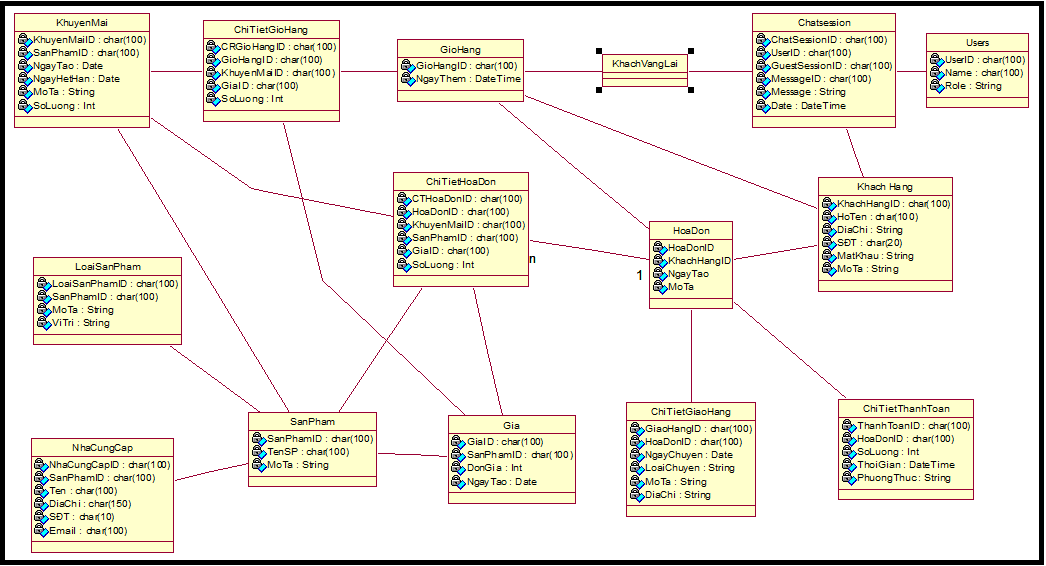 KhuyenMai
KhuyenMaiID : char(100)
SanPhamID : char(100)
NgayTao : Date
NgayHetHan : Date
MoTa : String
SoLuong : Int
ChiTietGioHang
CRGioHangID : char(100)
GioHangID : char(100)
KhuyenMaiID : char(100)
GiaID : char(100)
SoLuong : Int
GioHang
GioHangID : char(100)
NgayThem : DateTime
KhachVangLai
Chatsession
ChatSessionID : char(100)
UserID : char(100)
GuestSessionID : char(100)
MessageID : char(100)
Message : String
Date : DateTime
Users
UserID : char(100)
Name : char(100)
Role : String
ChiTietHoaDon
CTHoaDonID : char(100)
HoaDonID : char(100)
KhuyenMaiID : char(100)
SanPhamID : char(100)
GiaID : char(100)
SoLuong : Int
n
1
HoaDon
HoaDonID
KhachHangID
NgayTao
MoTa
Khach Hang
KhachHangID : char(100)
HoTen : char(100)
DiaChi : String
SĐT : char(20)
MatKhau : String
MoTa : String
LoaiSanPham
LoaiSanPhamID : char(100)
SanPhamID : char(100)
MoTa : String
ViTri : String
NhaCungCap
NhaCungCapID : char(100)
SanPhamID : char(100)
Ten : char(100)
DiaChi : char(150)
SĐT : char(10)
Email : char(100)
SanPham
SanPhamID : char(100)
TenSP : char(100)
MoTa : String
Gia
GiaID : char(100)
SanPhamID : char(100)
DonGia : Int
NgayTao : Date
ChiTietGiaoHang
GiaoHangID : char(100)
HoaDonID : char(100)
NgayChuyen : Date
LoaiChuyen : String
MoTa : String
DiaChi : String
ChiTietThanhToan
ThanhToanID : char(100)
HoaDonID : char(100)
SoLuong : Int
ThoiGian : DateTime
PhuongThuc : String